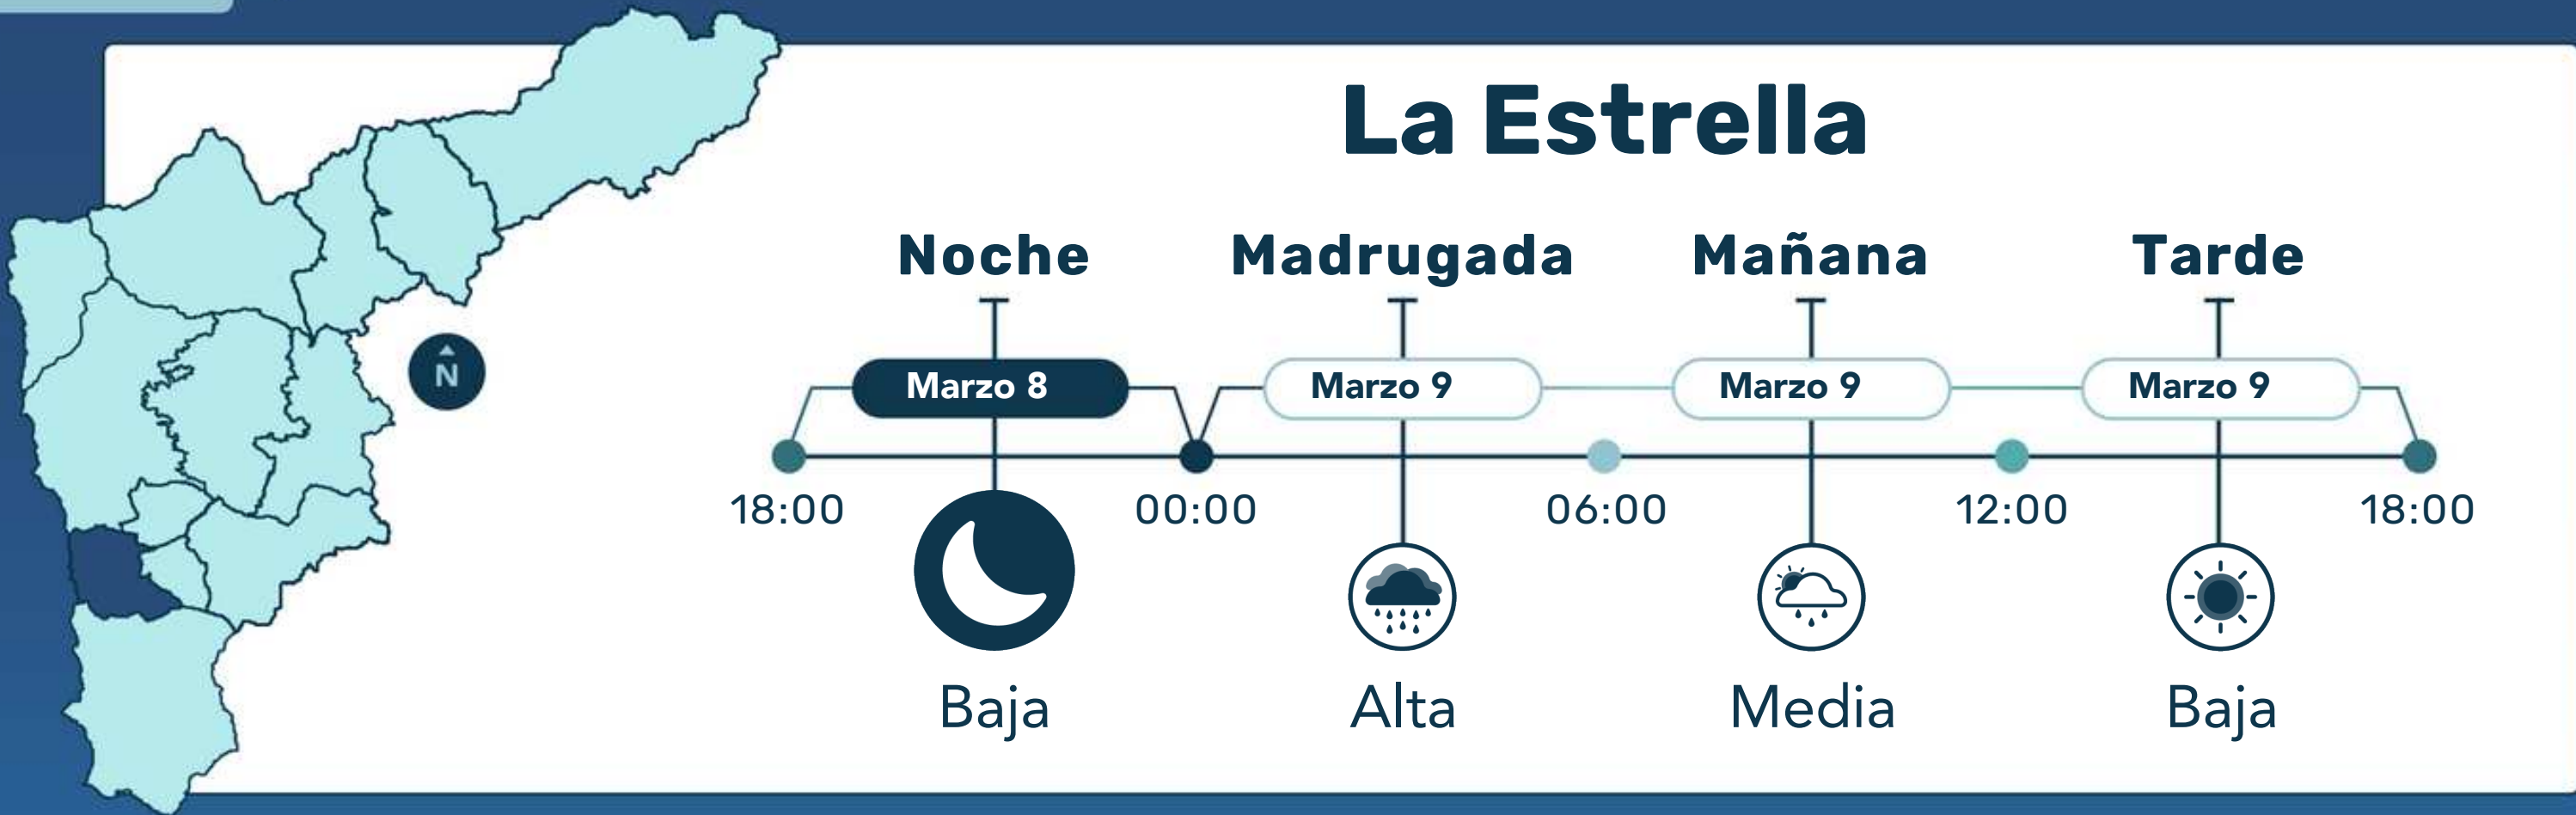 La Estrella
Noche Madrugada Mañana Tarde
N
Marzo 8 Marzo 9 Marzo 9 Marzo 9
18:00 00:00 06:00 12:00 18:00
Baja Alta Media Baja